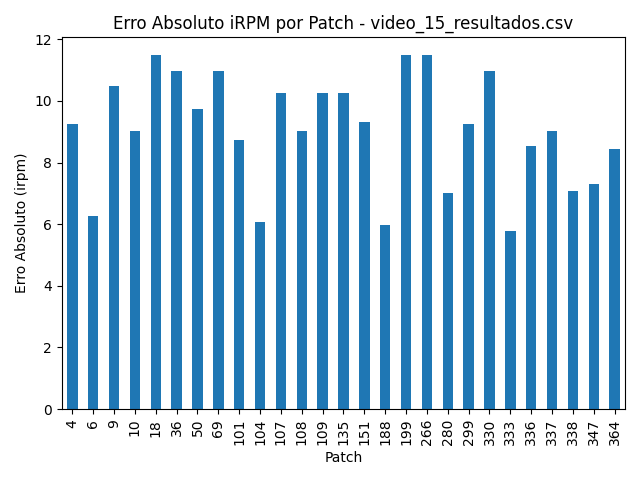 Erro Absoluto iRPM por Patch - video_15_resultados.csv
12
10
8
6
4
2
0
Erro Absoluto (irpm)
4 6 9 10 18 36 50 69 101 104 107 108 109 135 151 188 199 266 280 299 330 333 336 337 338 347 364
Patch